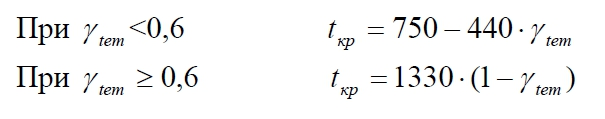 При γ_tem <0,6 t_кр = 750 − 440 · γ_tem
При γ_tem ≥ 0,6 t_кр = 1330 · (1 − γ_tem)